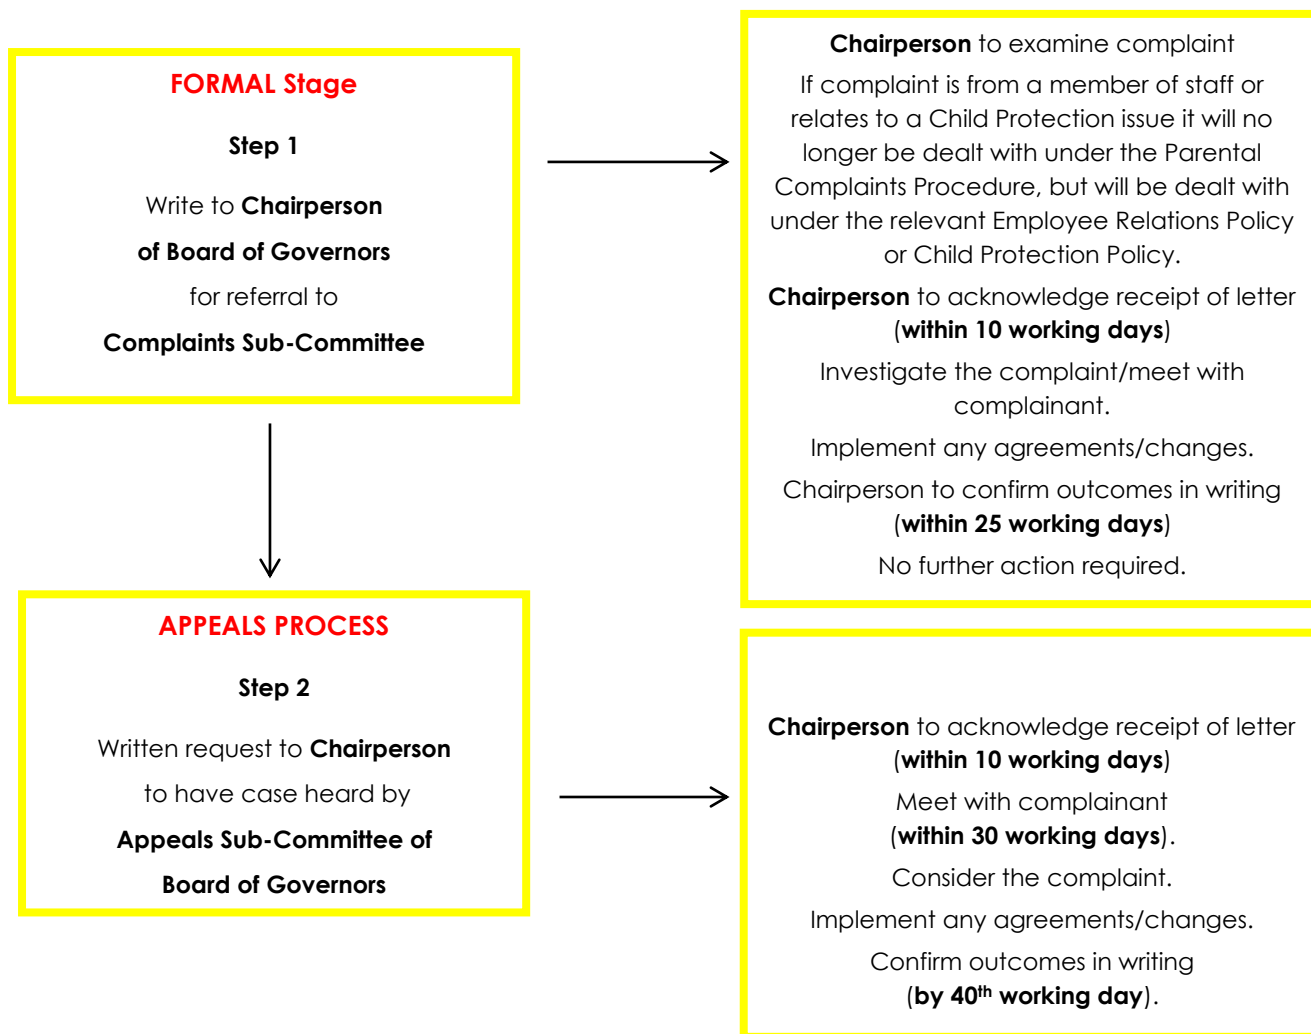 FORMAL Stage
Step 1
Write to Chairperson
of Board of Governors
for referral to
Complaints Sub-Committee
Chairperson to examine complaint
If complaint is from a member of staff or
relates to a Child Protection issue it will no
longer be dealt with under the Parental
Complaints Procedure, but will be dealt with
under the relevant Employee Relations Policy
or Child Protection Policy.
Chairperson to acknowledge receipt of letter
(within 10 working days)
Investigate the complaint/meet with
complainant.
Implement any agreements/changes.
Chairperson to confirm outcomes in writing
(within 25 working days)
No further action required.
APPEALS PROCESS
Step 2
Written request to Chairperson
to have case heard by
Appeals Sub-Committee of
Board of Governors
Chairperson to acknowledge receipt of letter
(within 10 working days)
Meet with complainant
(within 30 working days).
Consider the complaint.
Implement any agreements/changes.
Confirm outcomes in writing
(by 40th working day).